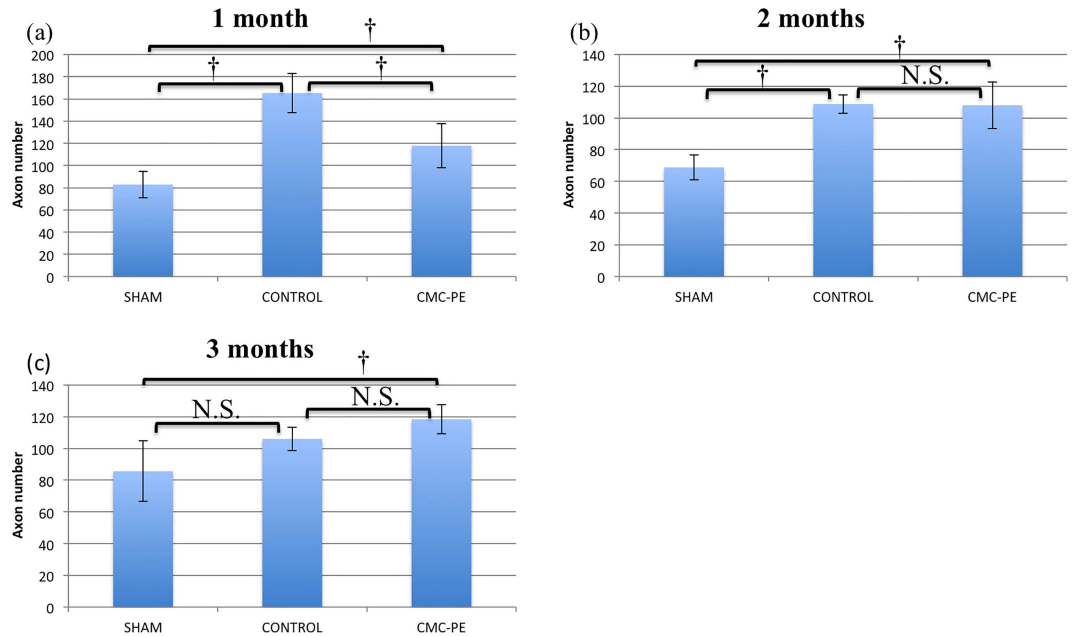 (a)
1 month
†
†
†
200
180
160
140
120
100
80
60
40
20
0
Axon number
SHAM
CONTROL
CMC-PE
(b)
2 months
†
†
N.S.
140
120
100
80
60
40
20
0
Axon number
SHAM
CONTROL
CMC-PE
(c)
3 months
†
N.S.
N.S.
140
120
100
80
60
40
20
0
Axon number
SHAM
CONTROL
CMC-PE